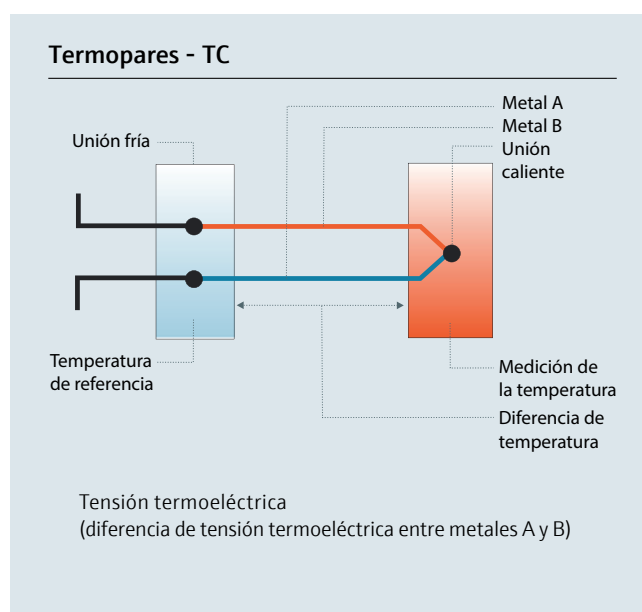 Termopares - TC
Metal A
Metal B
Unión fría
Unión
caliente
Temperatura
de referencia
Medición de
la temperatura
Diferencia de
temperatura
Tensión termoeléctrica
(diferencia de tensión termoeléctrica entre metales A y B)